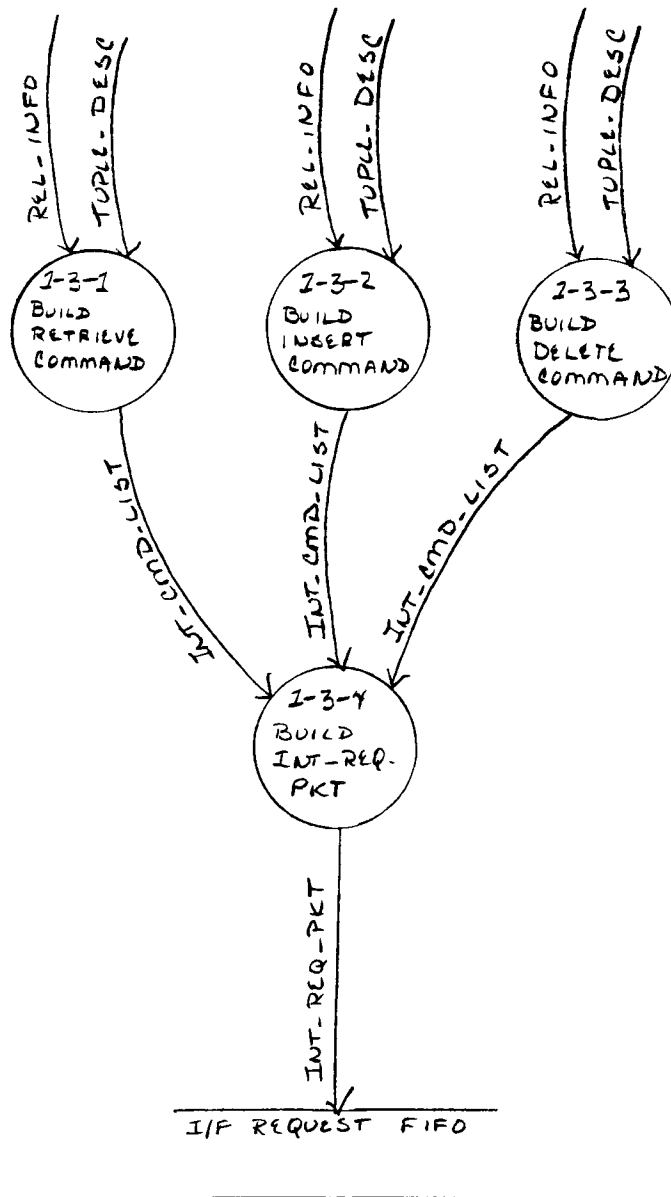 REL-INFO
TUPLE-DESC
REL-INFO
TUPLE-DESC
REL-INFO
TUPLE-DESC
1-3-1
BUILD
RETRIEVE
COMMAND
1-3-2
BUILD
INSERT
COMMAND
1-3-3
BUILD
DELETE
COMMAND
INT-CMD-LIST
INT-CMD-LIST
INT-CMD-LIST
1-3-4
BUILD
INT-REQ-
PKT
INT-REQ-PKT
I/F REQUEST FIFO